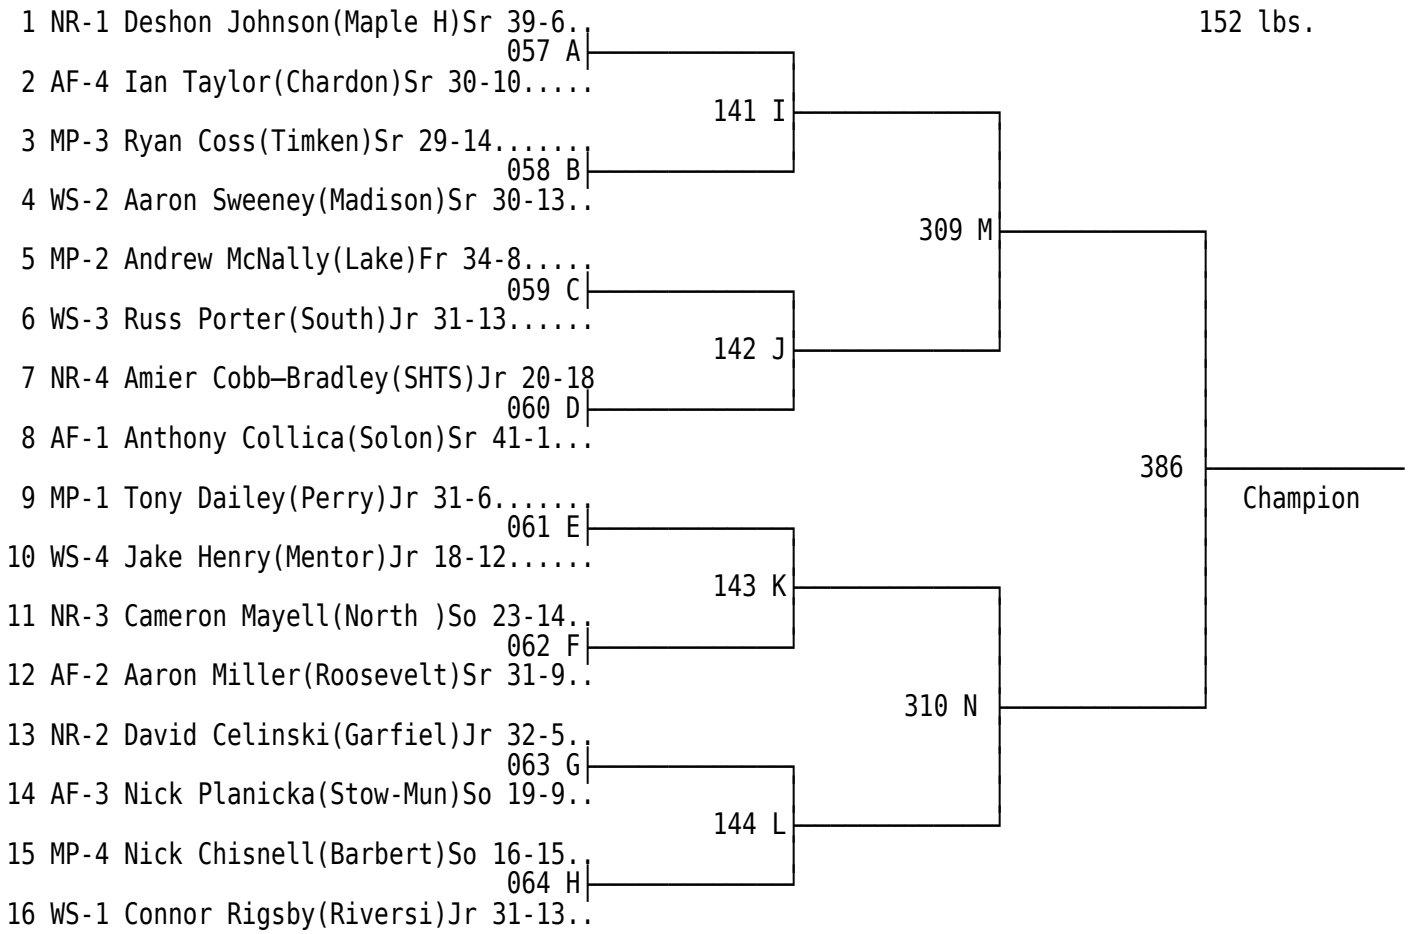 1 NR-1 Deshon Johnson(Maple H)Sr 39-6..
152 lbs.
057 A
2 AF-4 Ian Taylor(Chardon)Sr 30-10.....
141 I
3 MP-3 Ryan Coss(Timken)Sr 29-14.......
058 B
4 WS-2 Aaron Sweeney(Madison)Sr 30-13..
309 M
5 MP-2 Andrew McNally(Lake)Fr 34-8.....
059 C
6 WS-3 Russ Porter(South)Jr 31-13......
142 J
7 NR-4 Amier Cobb–Bradley(SHTS)Jr 20-18
060 D
8 AF-1 Anthony Collica(Solon)Sr 41-1...
386
9 MP-1 Tony Dailey(Perry)Jr 31-6.......
Champion
061 E
10 WS-4 Jake Henry(Mentor)Jr 18-12......
143 K
11 NR-3 Cameron Mayell(North )So 23-14..
062 F
12 AF-2 Aaron Miller(Roosevelt)Sr 31-9..
310 N
13 NR-2 David Celinski(Garfiel)Jr 32-5..
063 G
14 AF-3 Nick Planicka(Stow-Mun)So 19-9..
144 L
15 MP-4 Nick Chisnell(Barbert)So 16-15..
064 H
16 WS-1 Connor Rigsby(Riversi)Jr 31-13..